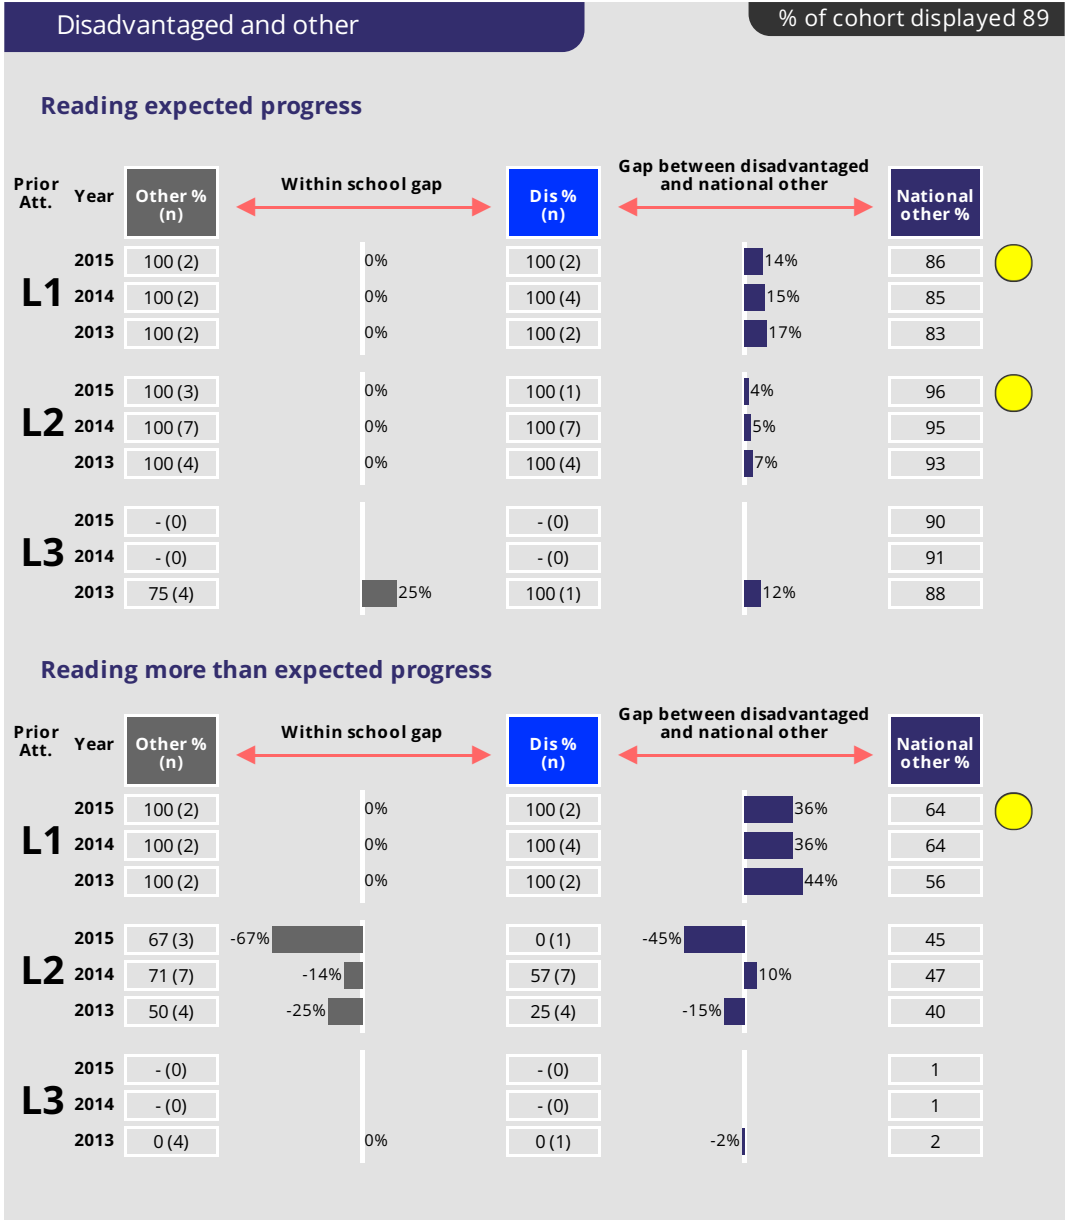 Disadvantaged and other
% of cohort displayed 89
Reading expected progress
Prior Att. Year Other % (n) Within school gap Dis % (n) Gap between disadvantaged and national other National other %
L1
2015 100 (2) 0% 100 (2) 14% 86
2014 100 (2) 0% 100 (4) 15% 85
2013 100 (2) 0% 100 (2) 17% 83
L2
2015 100 (3) 0% 100 (1) 4% 96
2014 100 (7) 0% 100 (7) 5% 95
2013 100 (4) 0% 100 (4) 7% 93
L3
2015 - (0) - (0) 90
2014 - (0) - (0) 91
2013 75 (4) 25% 100 (1) 12% 88
Reading more than expected progress
Prior Att. Year Other % (n) Within school gap Dis % (n) Gap between disadvantaged and national other National other %
L1
2015 100 (2) 0% 100 (2) 36% 64
2014 100 (2) 0% 100 (4) 36% 64
2013 100 (2) 0% 100 (2) 44% 56
L2
2015 67 (3) -67% 0 (1) -45% 45
2014 71 (7) -14% 57 (7) 10% 47
2013 50 (4) -25% 25 (4) -15% 40
L3
2015 - (0) - (0) 1
2014 - (0) - (0) 1
2013 0 (4) 0% 0 (1) -2% 2